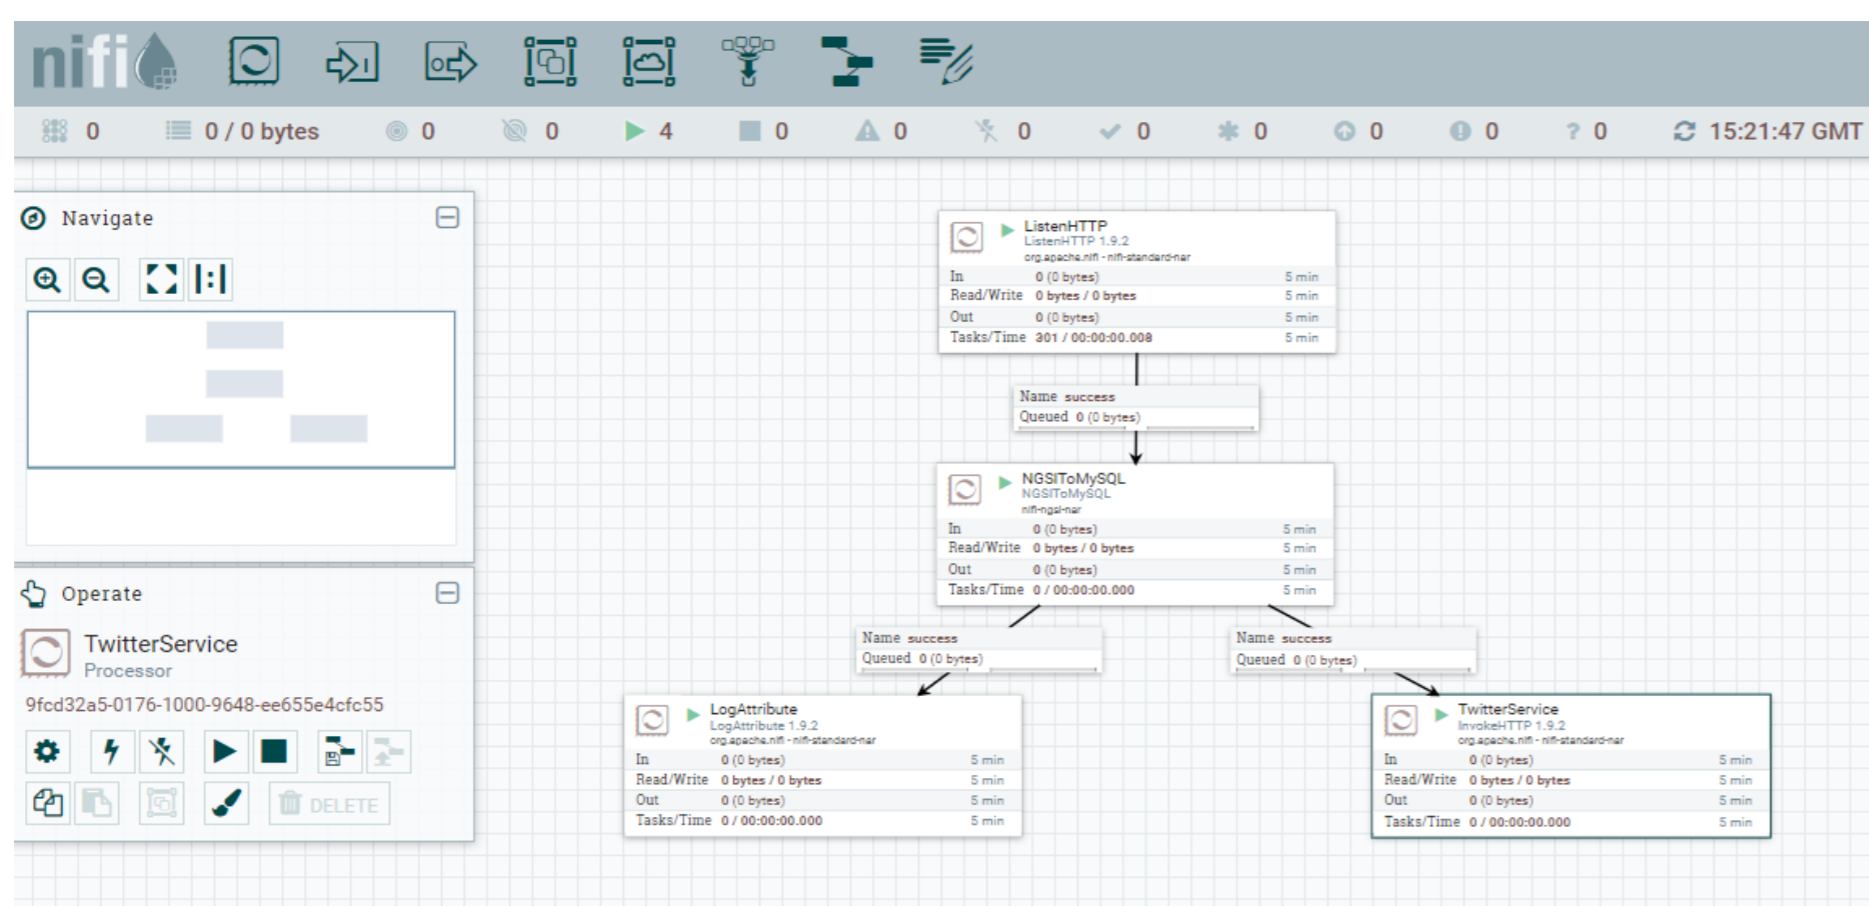 nifi
0
0 / 0 bytes
0
0
4
0
0
0
0
0
0
0
0
15:21:47 GMT
Navigate
Operate
TwitterService
Processor
9fcd32a5-0176-1000-9648-ee655e4cfc55
DELETE
ListenHTTP
ListenHTTP 1.9.2
org.apache.nifi - nifi-standard-nar
In 0 (0 bytes) 5 min
Read/Write 0 bytes / 0 bytes 5 min
Out 0 (0 bytes) 5 min
Tasks/Time 301 / 00:00:00.008 5 min
Name success
Queued 0 (0 bytes)
NGSIToMySQL
NGSIToMySQL
nifi-ngsi-nar
In 0 (0 bytes) 5 min
Read/Write 0 bytes / 0 bytes 5 min
Out 0 (0 bytes) 5 min
Tasks/Time 0 / 00:00:00.000 5 min
Name success
Queued 0 (0 bytes)
Name success
Queued 0 (0 bytes)
LogAttribute
LogAttribute 1.9.2
org.apache.nifi - nifi-standard-nar
In 0 (0 bytes) 5 min
Read/Write 0 bytes / 0 bytes 5 min
Out 0 (0 bytes) 5 min
Tasks/Time 0 / 00:00:00.000 5 min
TwitterService
InvokeHTTP 1.9.2
org.apache.nifi - nifi-standard-nar
In 0 (0 bytes) 5 min
Read/Write 0 bytes / 0 bytes 5 min
Out 0 (0 bytes) 5 min
Tasks/Time 0 / 00:00:00.000 5 min